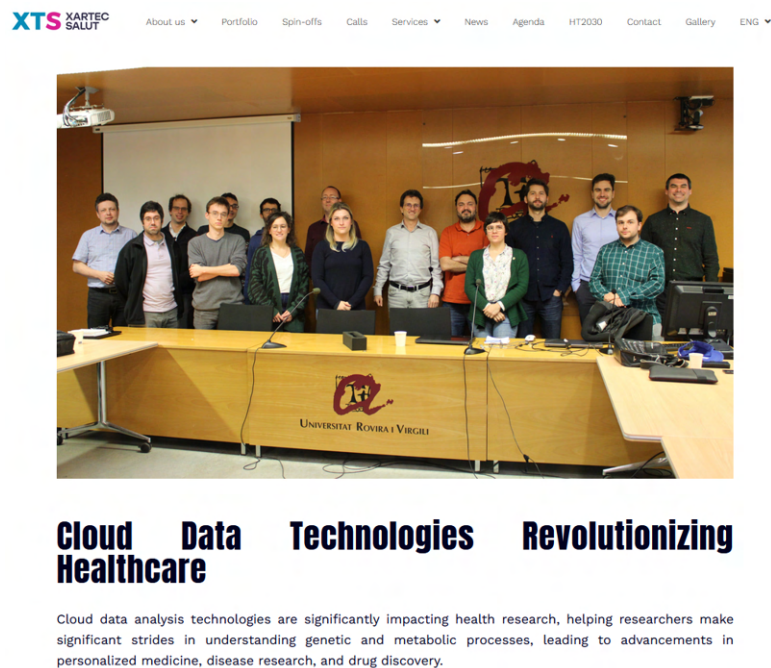 XTS XARTEC
SALUT
About us
Portfolio
Spin-offs
Calls
Services
News
Agenda
HT2030
Contact
Gallery
ENG
UNIVERSITAT ROVIRA I VIRGILI
Cloud Data Technologies Revolutionizing
Healthcare
Cloud data analysis technologies are significantly impacting health research, helping researchers make
significant strides in understanding genetic and metabolic processes, leading to advancements in
personalized medicine, disease research, and drug discovery.